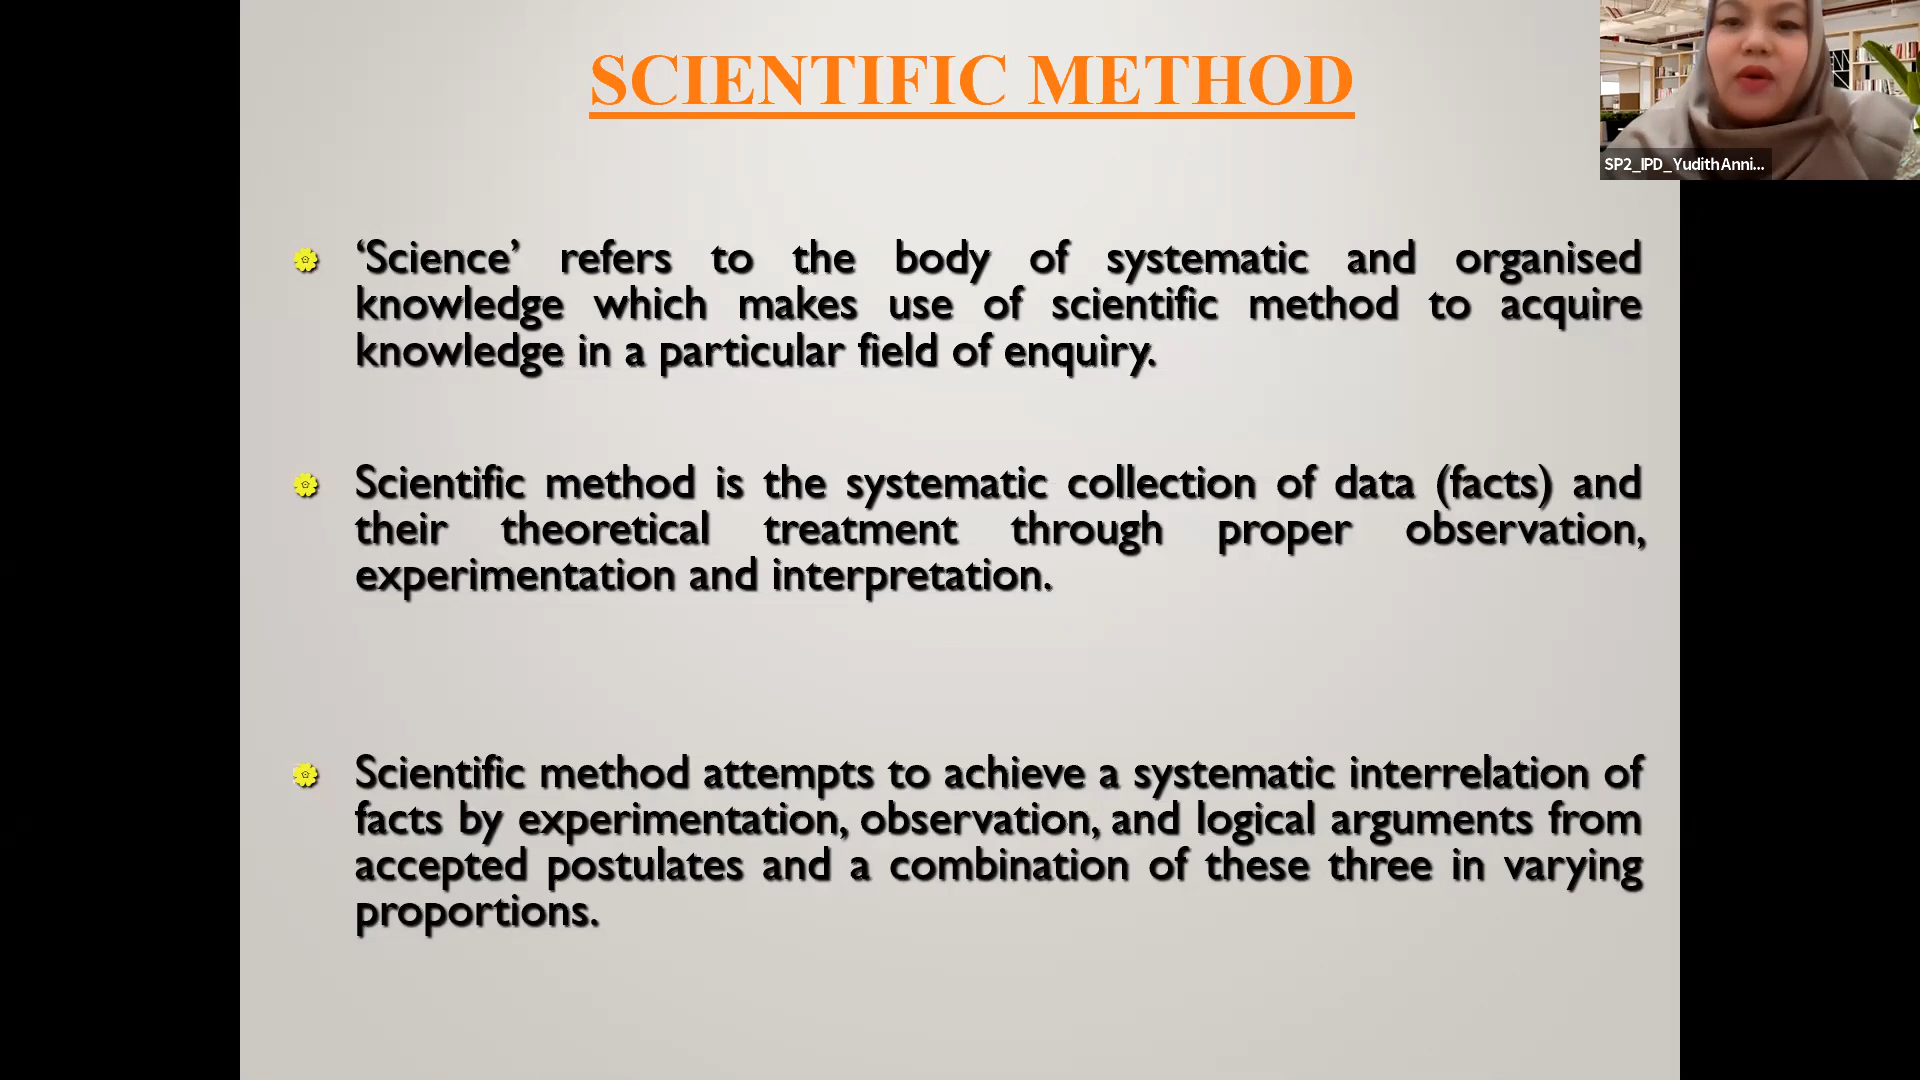 SCIENTIFIC METHOD
SP2_IPD_YudithAnni...
‘Science’ refers to the body of systematic and organised
knowledge which makes use of scientific method to acquire
knowledge in a particular field of enquiry.
Scientific method is the systematic collection of data (facts) and
their theoretical treatment through proper observation,
experimentation and interpretation.
Scientific method attempts to achieve a systematic interrelation of
facts by experimentation, observation, and logical arguments from
accepted postulates and a combination of these three in varying
proportions.